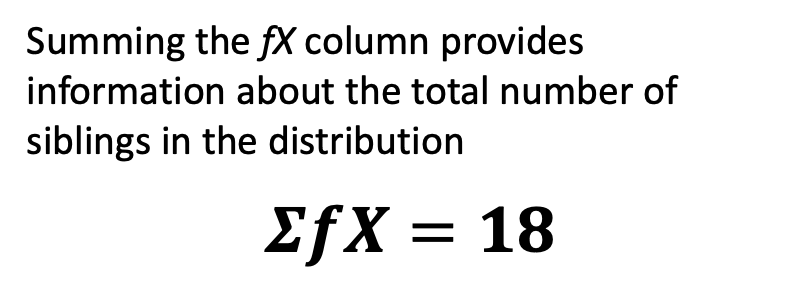 Summing the fX column provides
information about the total number of
siblings in the distribution
ΣfX = 18